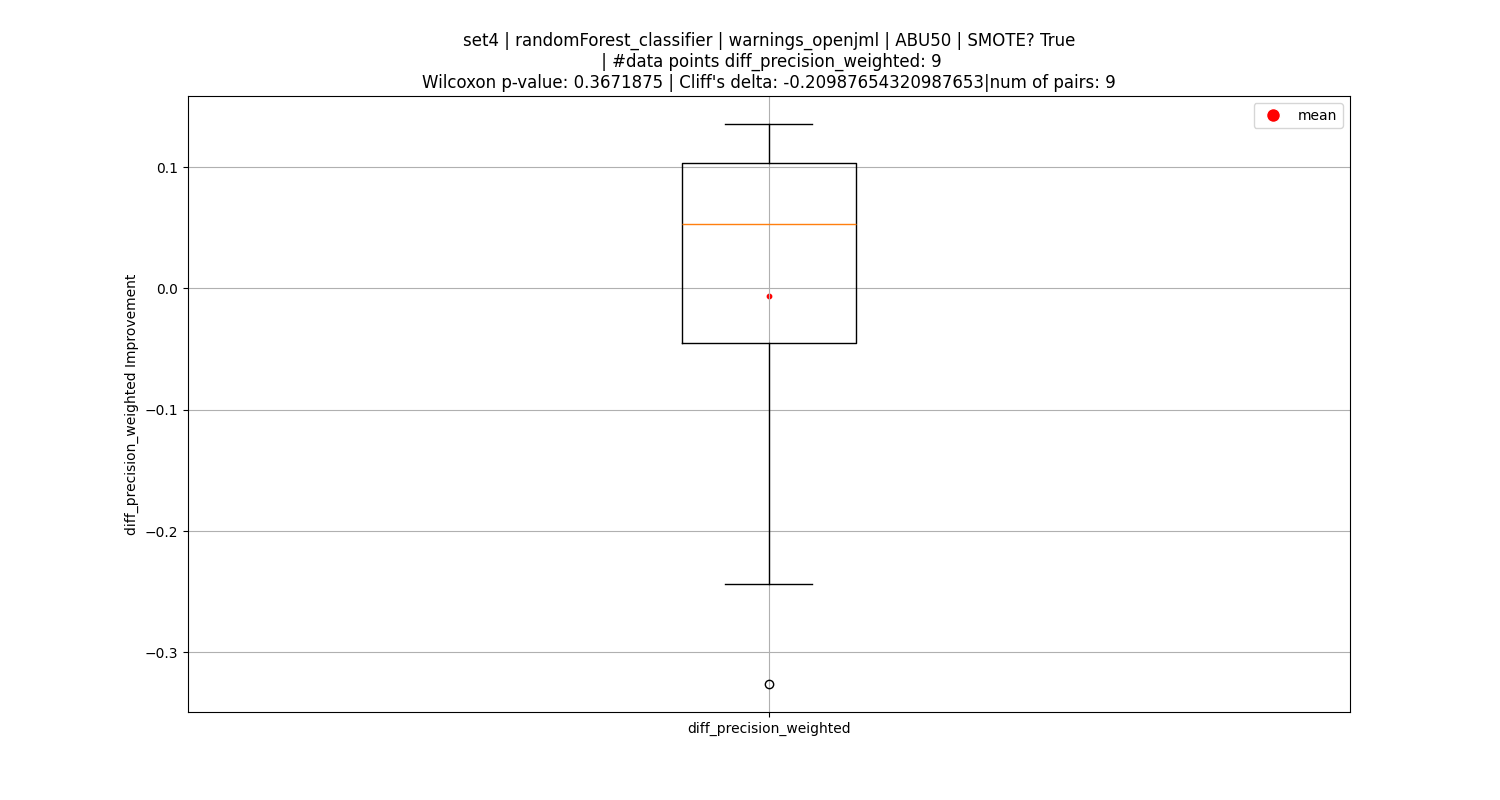 set4 | randomForest_classifier | warnings_openjml | ABU50 | SMOTE? True
| #data points diff_precision_weighted: 9
Wilcoxon p-value: 0.3671875 | Cliff's delta: -0.20987654320987653|num of pairs: 9
mean
0.1
0.0
−0.1
−0.2
−0.3
diff_precision_weighted Improvement
diff_precision_weighted